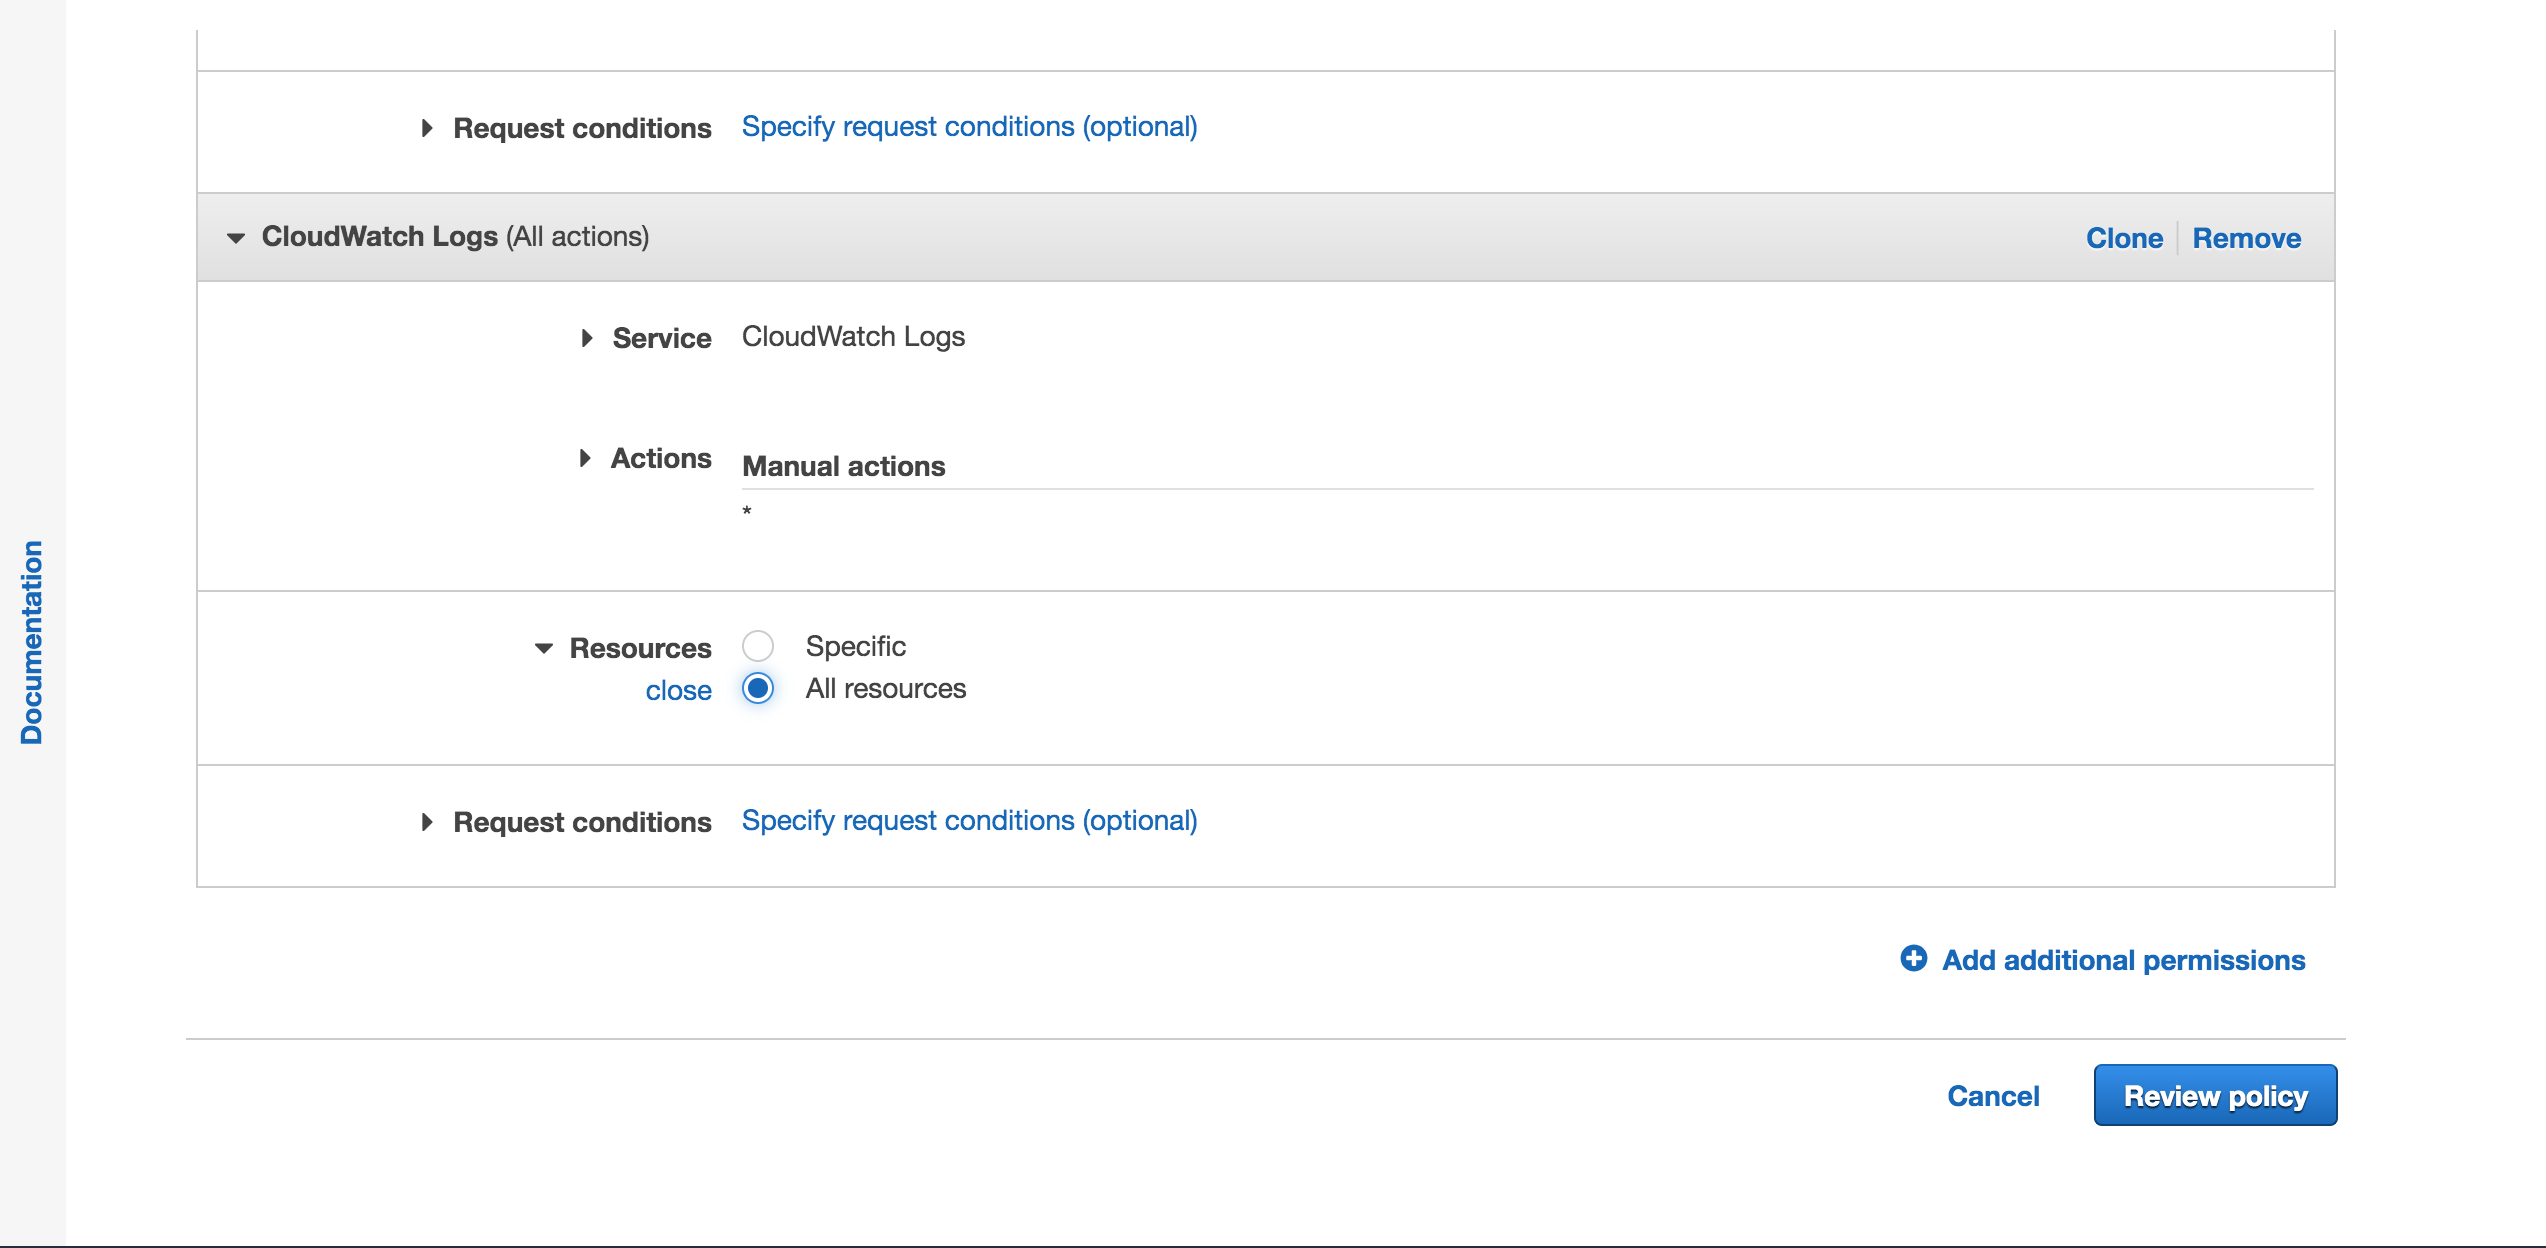 Request conditions Specify request conditions (optional)
CloudWatch Logs (All actions) Clone Remove
Service CloudWatch Logs
Actions Manual actions
*
Resources Specific
close All resources
Request conditions Specify request conditions (optional)
Add additional permissions
Cancel Review policy
Documentation